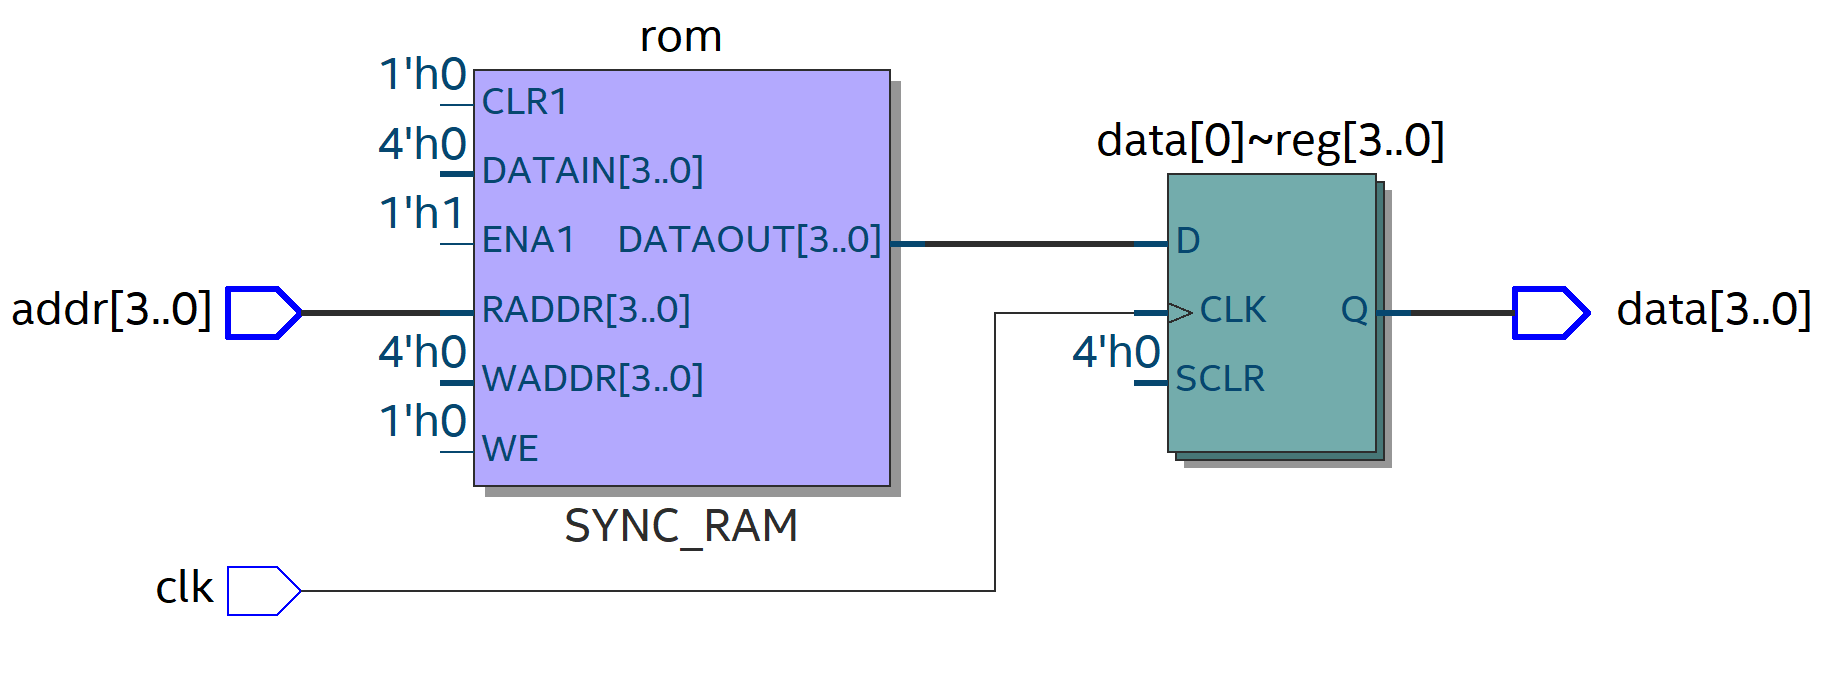 rom
1'h0
CLR1
4'h0
DATAIN[3..0]
1'h1
ENA1 DATAOUT[3..0]
addr[3..0]
RADDR[3..0]
4'h0
WADDR[3..0]
1'h0
WE
SYNC_RAM
clk
data[0]~reg[3..0]
D
CLK Q
4'h0
SCLR
data[3..0]